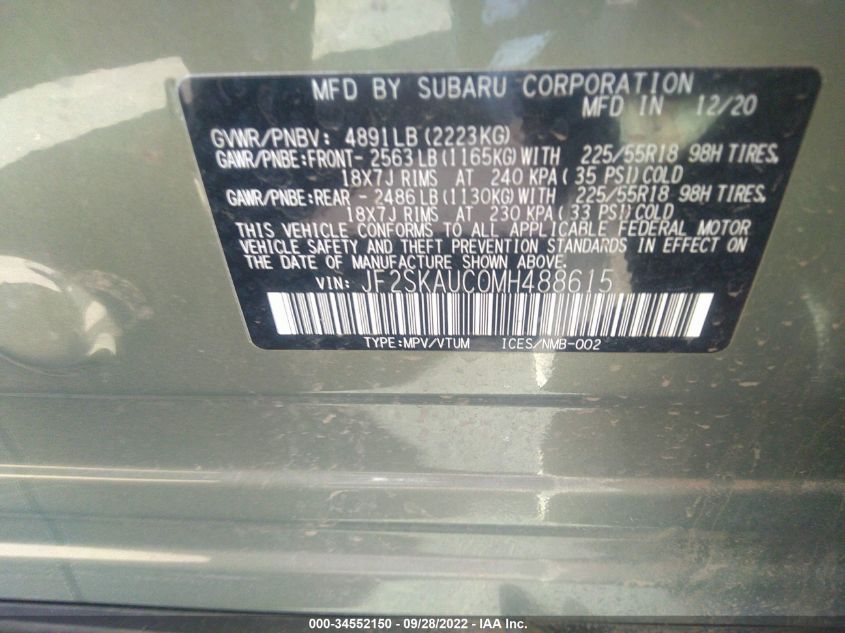 MFD BY SUBARU CORPORATION
MFD IN 12/20
GVWR/PNBV: 4891LB (2223KG)
GAWR/PNBE:FRONT- 2563 LB (1165KG) WITH 225/55R18 98H TIRES,
18X7J RIMS AT 240 KPA ( 35 PSI) COLD
GAWR/PNBE:REAR - 2486 LB (1130KG) WITH 225/55R18 98H TIRES,
18X7J RIMS AT 230 KPA ( 33 PSI) COLD
THIS VEHICLE CONFORMS TO ALL APPLICABLE FEDERAL MOTOR
VEHICLE SAFETY AND THEFT PREVENTION STANDARDS IN EFFECT ON
THE DATE OF MANUFACTURE SHOWN ABOVE.
VIN: JF2SKAUC0MH488615
TYPE:MPV/VTUM ICES/NMB-002
000-34552150 - 09/28/2022 - IAA Inc.